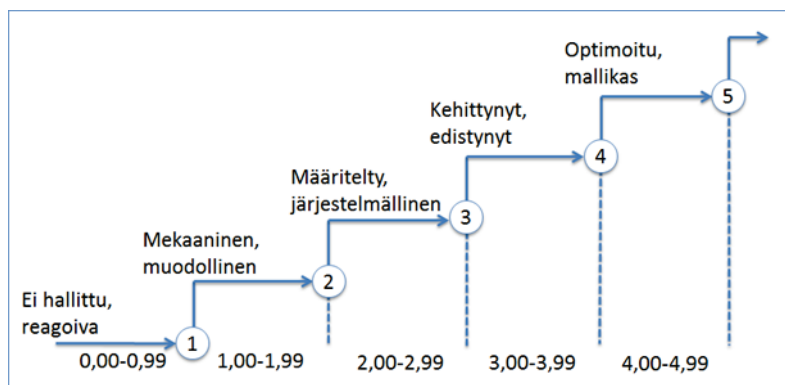 Optimoitu,
mallikas
5
Kehittynyt,
edistynyt
4
Määritelty,
järjestelmällinen
3
Mekaaninen,
muodollinen
2
Ei hallittu,
reagoiva
1
0,00-0,99
1,00-1,99
2,00-2,99
3,00-3,99
4,00-4,99